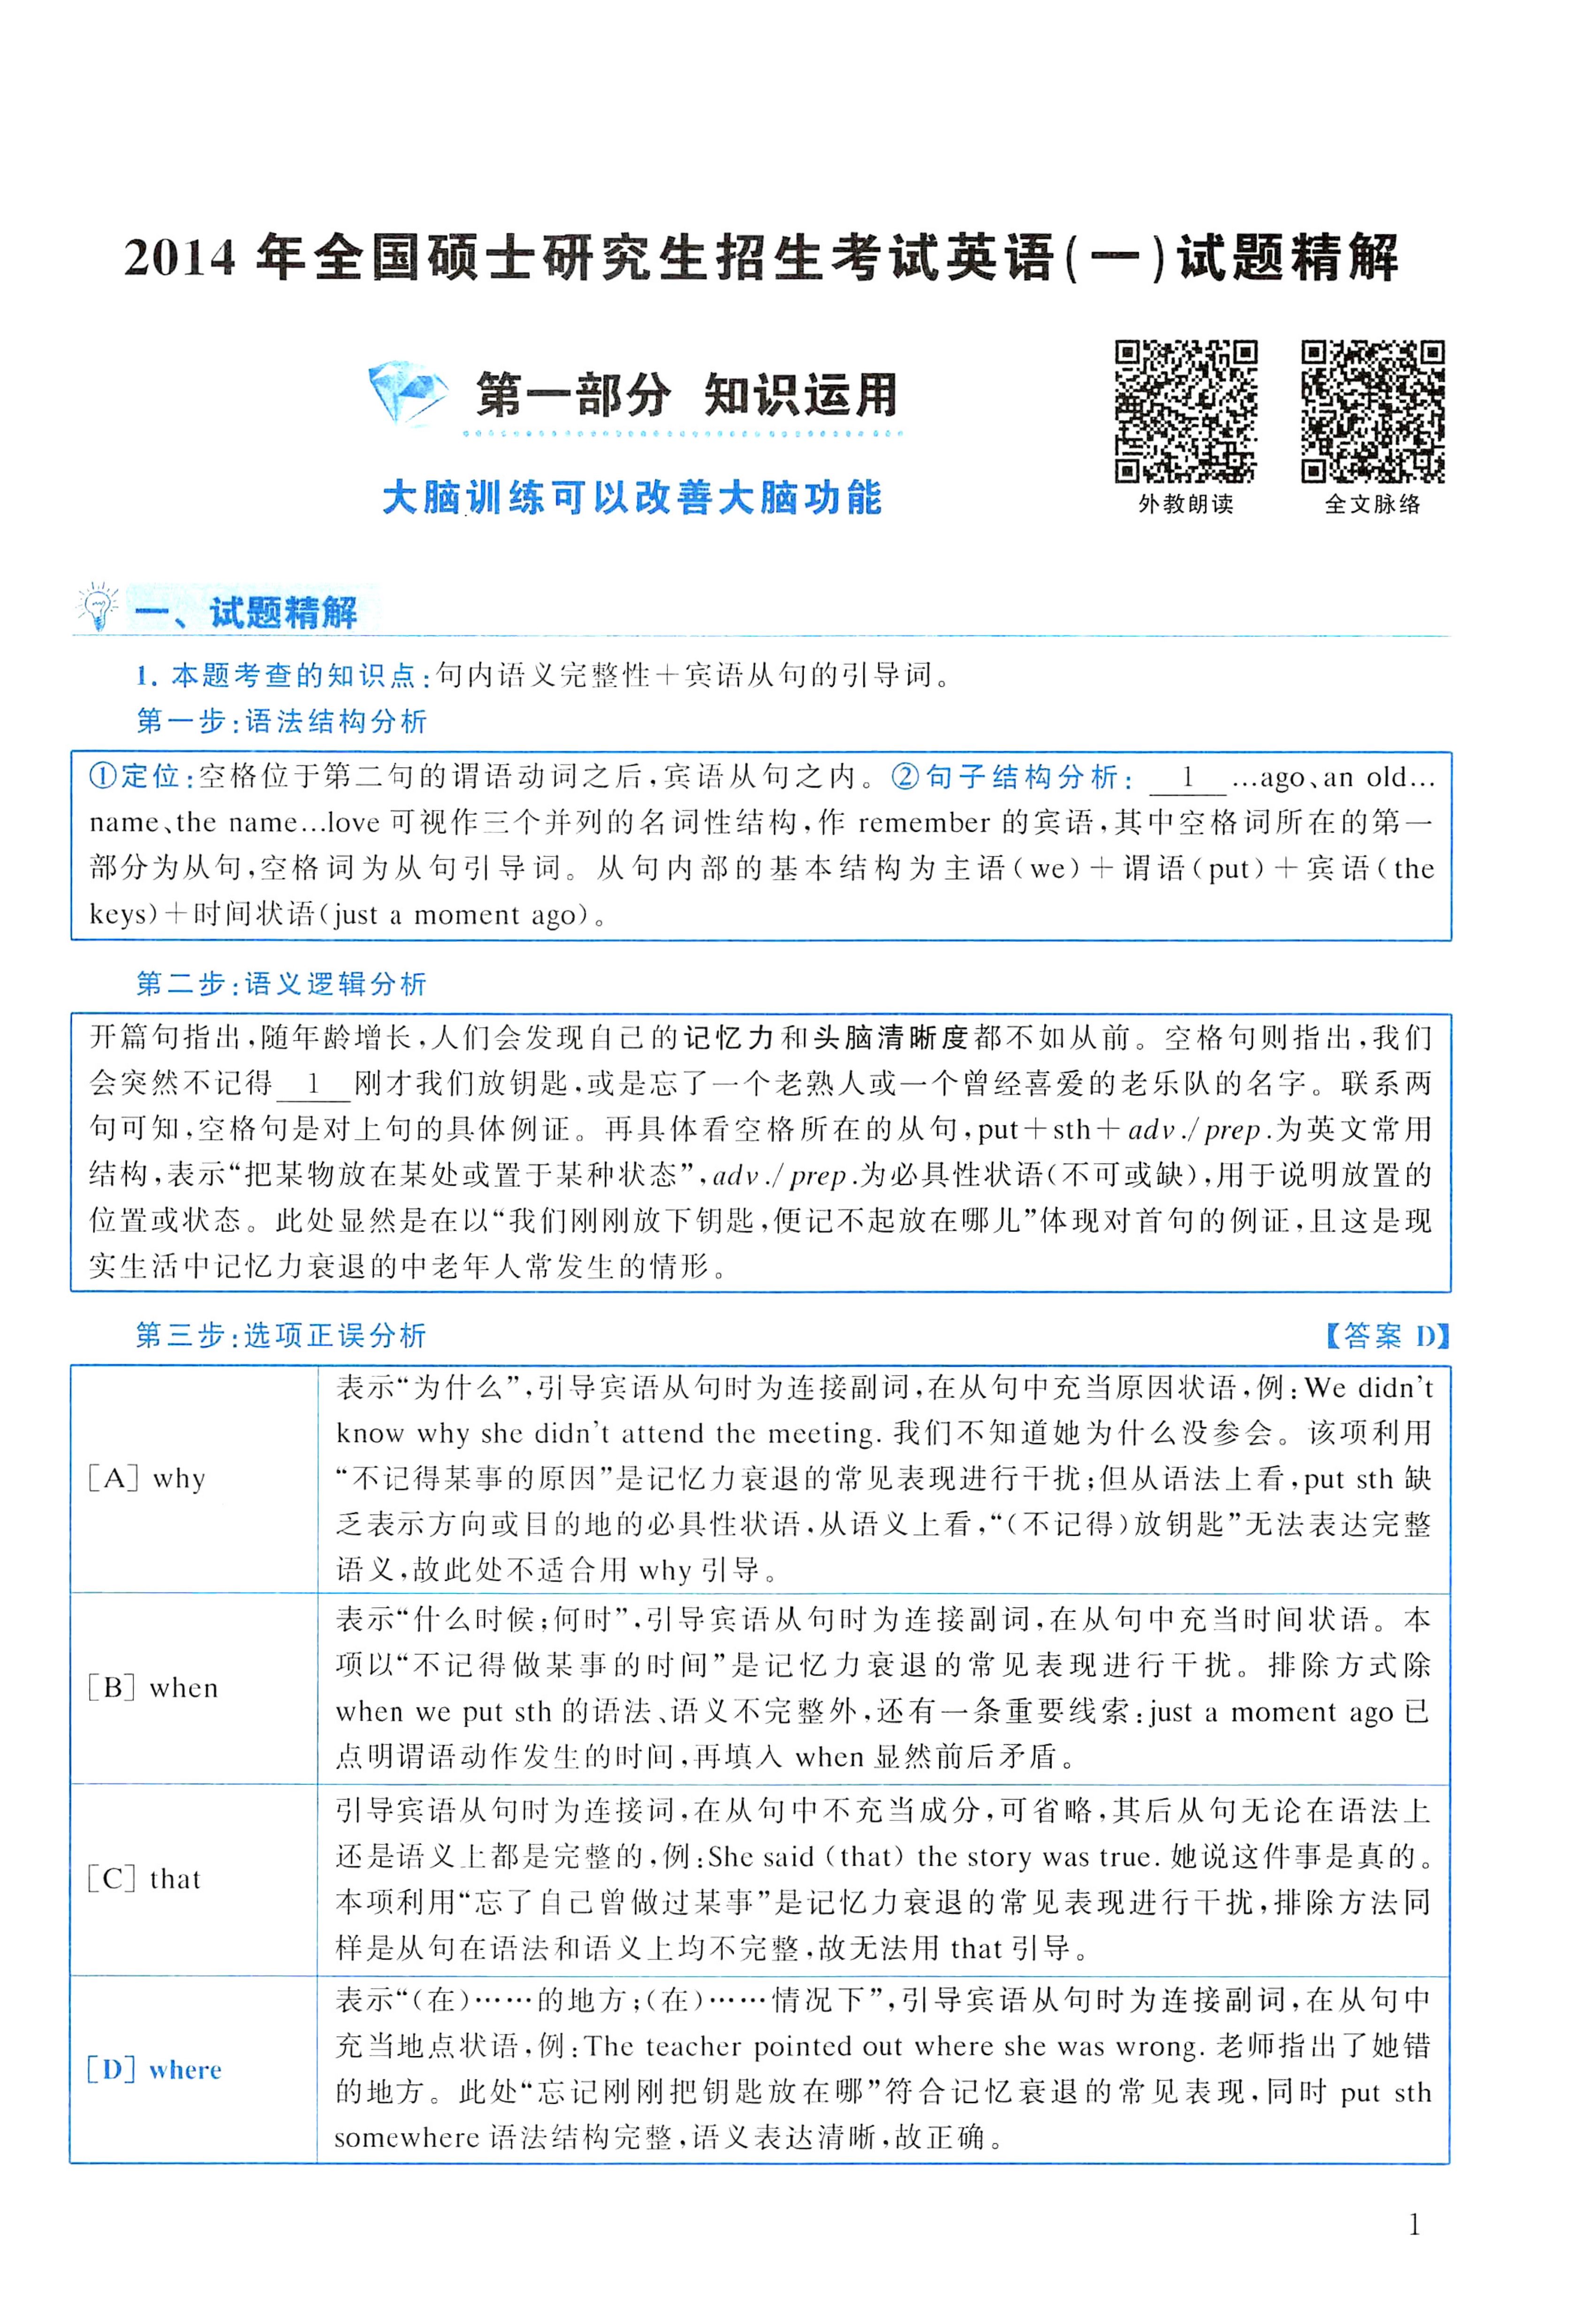 2014 年全国硕士研究生招生考试英语(一)试题精解
第一部分 知识运用
大脑训练可以改善大脑功能
外教朗读
全文脉络
一、试题精解
1. 本题考查的知识点:句内语义完整性+宾语从句的引导词。
第一步:语法结构分析
①定位:空格位于第二句的谓语动词之后,宾语从句之内。②句子结构分析: 1 …ago、an old…
name、the name…love 可视作三个并列的名词性结构,作 remember 的宾语,其中空格词所在的第一
部分为从句,空格词为从句引导词。从句内部的基本结构为主语(we)+谓语(put)+宾语(the
keys)+时间状语(just a moment ago)。
第二步:语义逻辑分析
开篇句指出,随年龄增长,人们会发现自己的记忆力和头脑清晰度都不如从前。空格句则指出,我们
会突然不记得 1 刚才我们放钥匙,或是忘了一个老熟人或一个曾经喜爱的老乐队的名字。联系两
句可知,空格句是对上句的具体例证。再具体看空格所在的从句,put+sth+adv./prep.为英文常用
结构,表示“把某物放在某处或置于某种状态”,adv./prep.为必具性状语(不可或缺),用于说明放置的
位置或状态。此处显然是在以“我们刚刚放下钥匙,便记不起放在哪儿”体现对首句的例证,且这是现
实生活中记忆力衰退的中老年人常发生的情形。
第三步:选项正误分析
【答案 D】
[A] why
表示“为什么”,引导宾语从句时为连接副词,在从句中充当原因状语,例:We didn't
know why she didn't attend the meeting. 我们不知道她为什么没参会。该项利用
“不记得某事的原因”是记忆力衰退的常见表现进行干扰;但从语法上看,put sth 缺
乏表示方向或目的地的必具性状语,从语义上看,“(不记得)放钥匙”无法表达完整
语义,故此处不适合用 why 引导。
[B] when
表示“什么时候;何时”,引导宾语从句时为连接副词,在从句中充当时间状语。本
项以“不记得做某事的时间”是记忆力衰退的常见表现进行干扰。排除方式除
when we put sth 的语法、语义不完整外,还有一条重要线索:just a moment ago 已
点明谓语动作发生的时间,再填入 when 显然前后矛盾。
[C] that
引导宾语从句时为连接词,在从句中不充当成分,可省略,其后从句无论在语法上
还是语义上都是完整的,例:She said (that) the story was true. 她说这件事是真的。
本项利用“忘了自己曾做过某事”是记忆力衰退的常见表现进行干扰,排除方法同
样是从句在语法和语义上均不完整,故无法用 that 引导。
[D] where
表示“(在)……的地方;(在)……情况下”,引导宾语从句时为连接副词,在从句中
充当地点状语,例:The teacher pointed out where she was wrong. 老师指出了她错
的地方。此处“忘记刚刚把钥匙放在哪”符合记忆衰退的常见表现,同时 put sth
somewhere 语法结构完整,语义表达清晰,故正确。
1